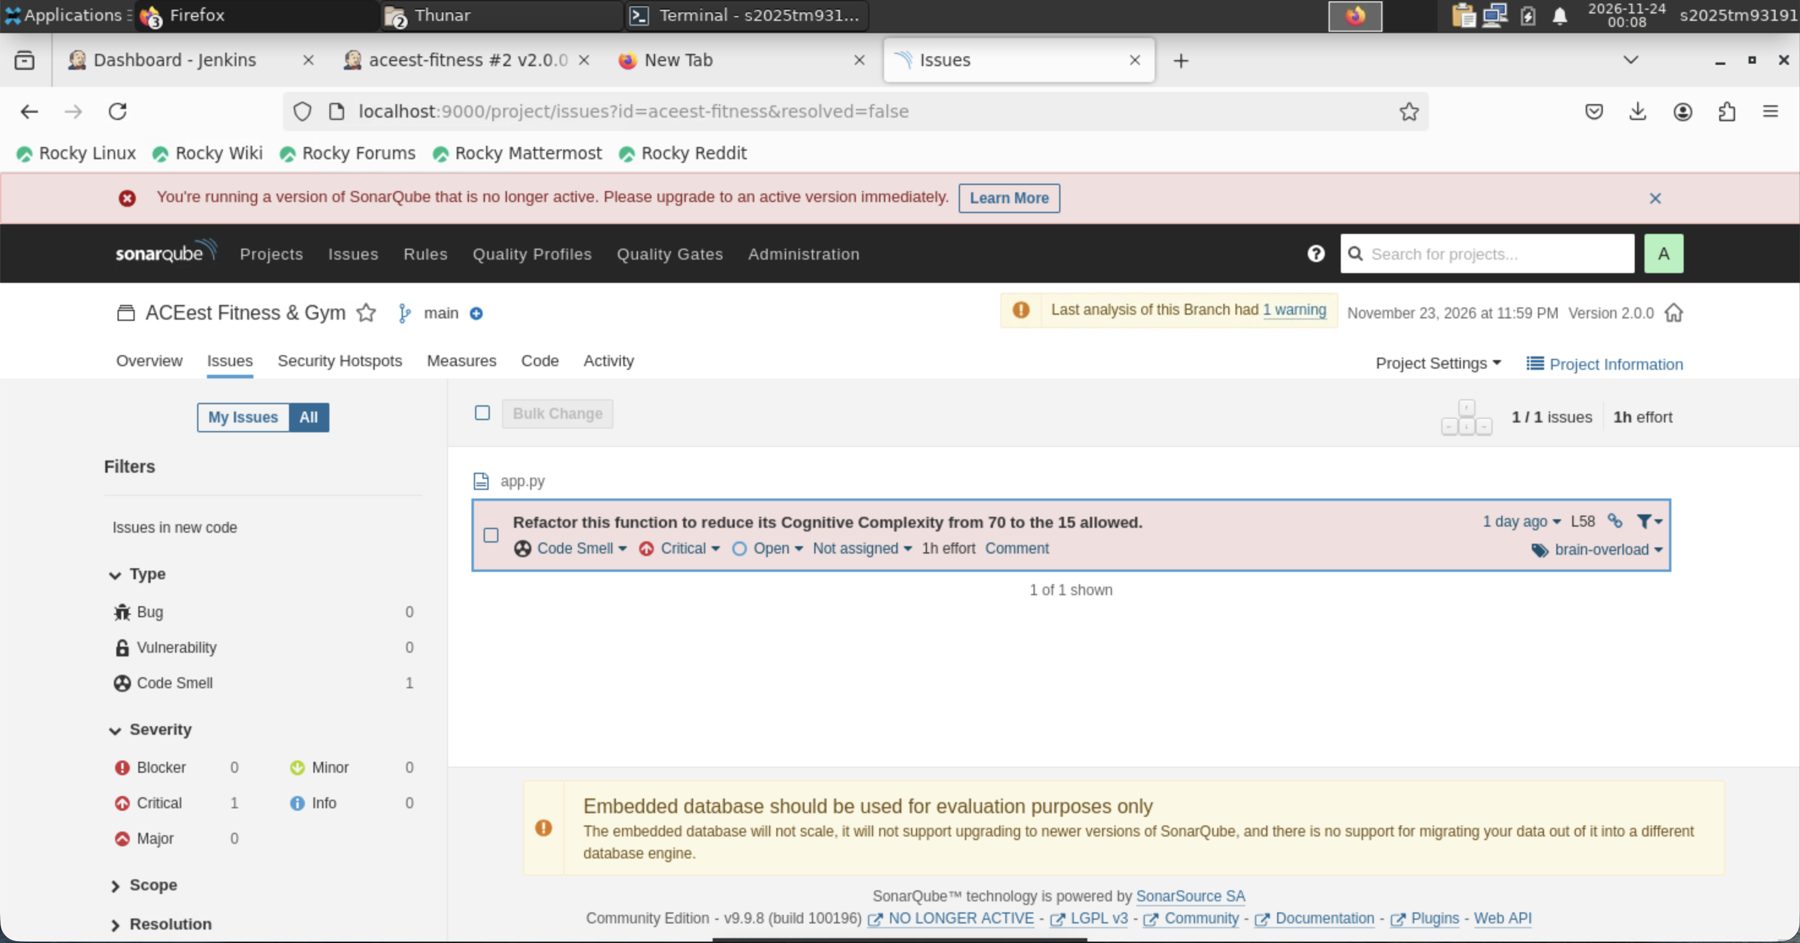 Applications
Firefox
3
Thunar
2
Terminal - s2025tm931...
2026-11-24
00:08
s2025tm93191
Dashboard - Jenkins
aceest-fitness #2 v2.0.0
New Tab
Issues
localhost:9000/project/issues?id=aceest-fitness&resolved=false
Rocky Linux
Rocky Wiki
Rocky Forums
Rocky Mattermost
Rocky Reddit
You're running a version of SonarQube that is no longer active. Please upgrade to an active version immediately.
Learn More
sonarqube
Projects
Issues
Rules
Quality Profiles
Quality Gates
Administration
Search for projects...
A
ACEest Fitness & Gym
main
Last analysis of this Branch had 1 warning
November 23, 2026 at 11:59 PM
Version 2.0.0
Overview
Issues
Security Hotspots
Measures
Code
Activity
Project Settings
Project Information
My Issues
All
Bulk Change
1 / 1 issues
1h effort
Filters
Issues in new code
Type
Bug 0
Vulnerability 0
Code Smell 1
Severity
Blocker 0
Minor 0
Critical 1
Info 0
Major 0
Scope
Resolution
app.py
Refactor this function to reduce its Cognitive Complexity from 70 to the 15 allowed.
1 day ago
L58
Code Smell
Critical
Open
Not assigned
1h effort
Comment
brain-overload
1 of 1 shown
Embedded database should be used for evaluation purposes only
The embedded database will not scale, it will not support upgrading to newer versions of SonarQube, and there is no support for migrating your data out of it into a different
database engine.
SonarQube™ technology is powered by SonarSource SA
Community Edition - v9.9.8 (build 100196) NO LONGER ACTIVE - LGPL v3 - Community - Documentation - Plugins - Web API